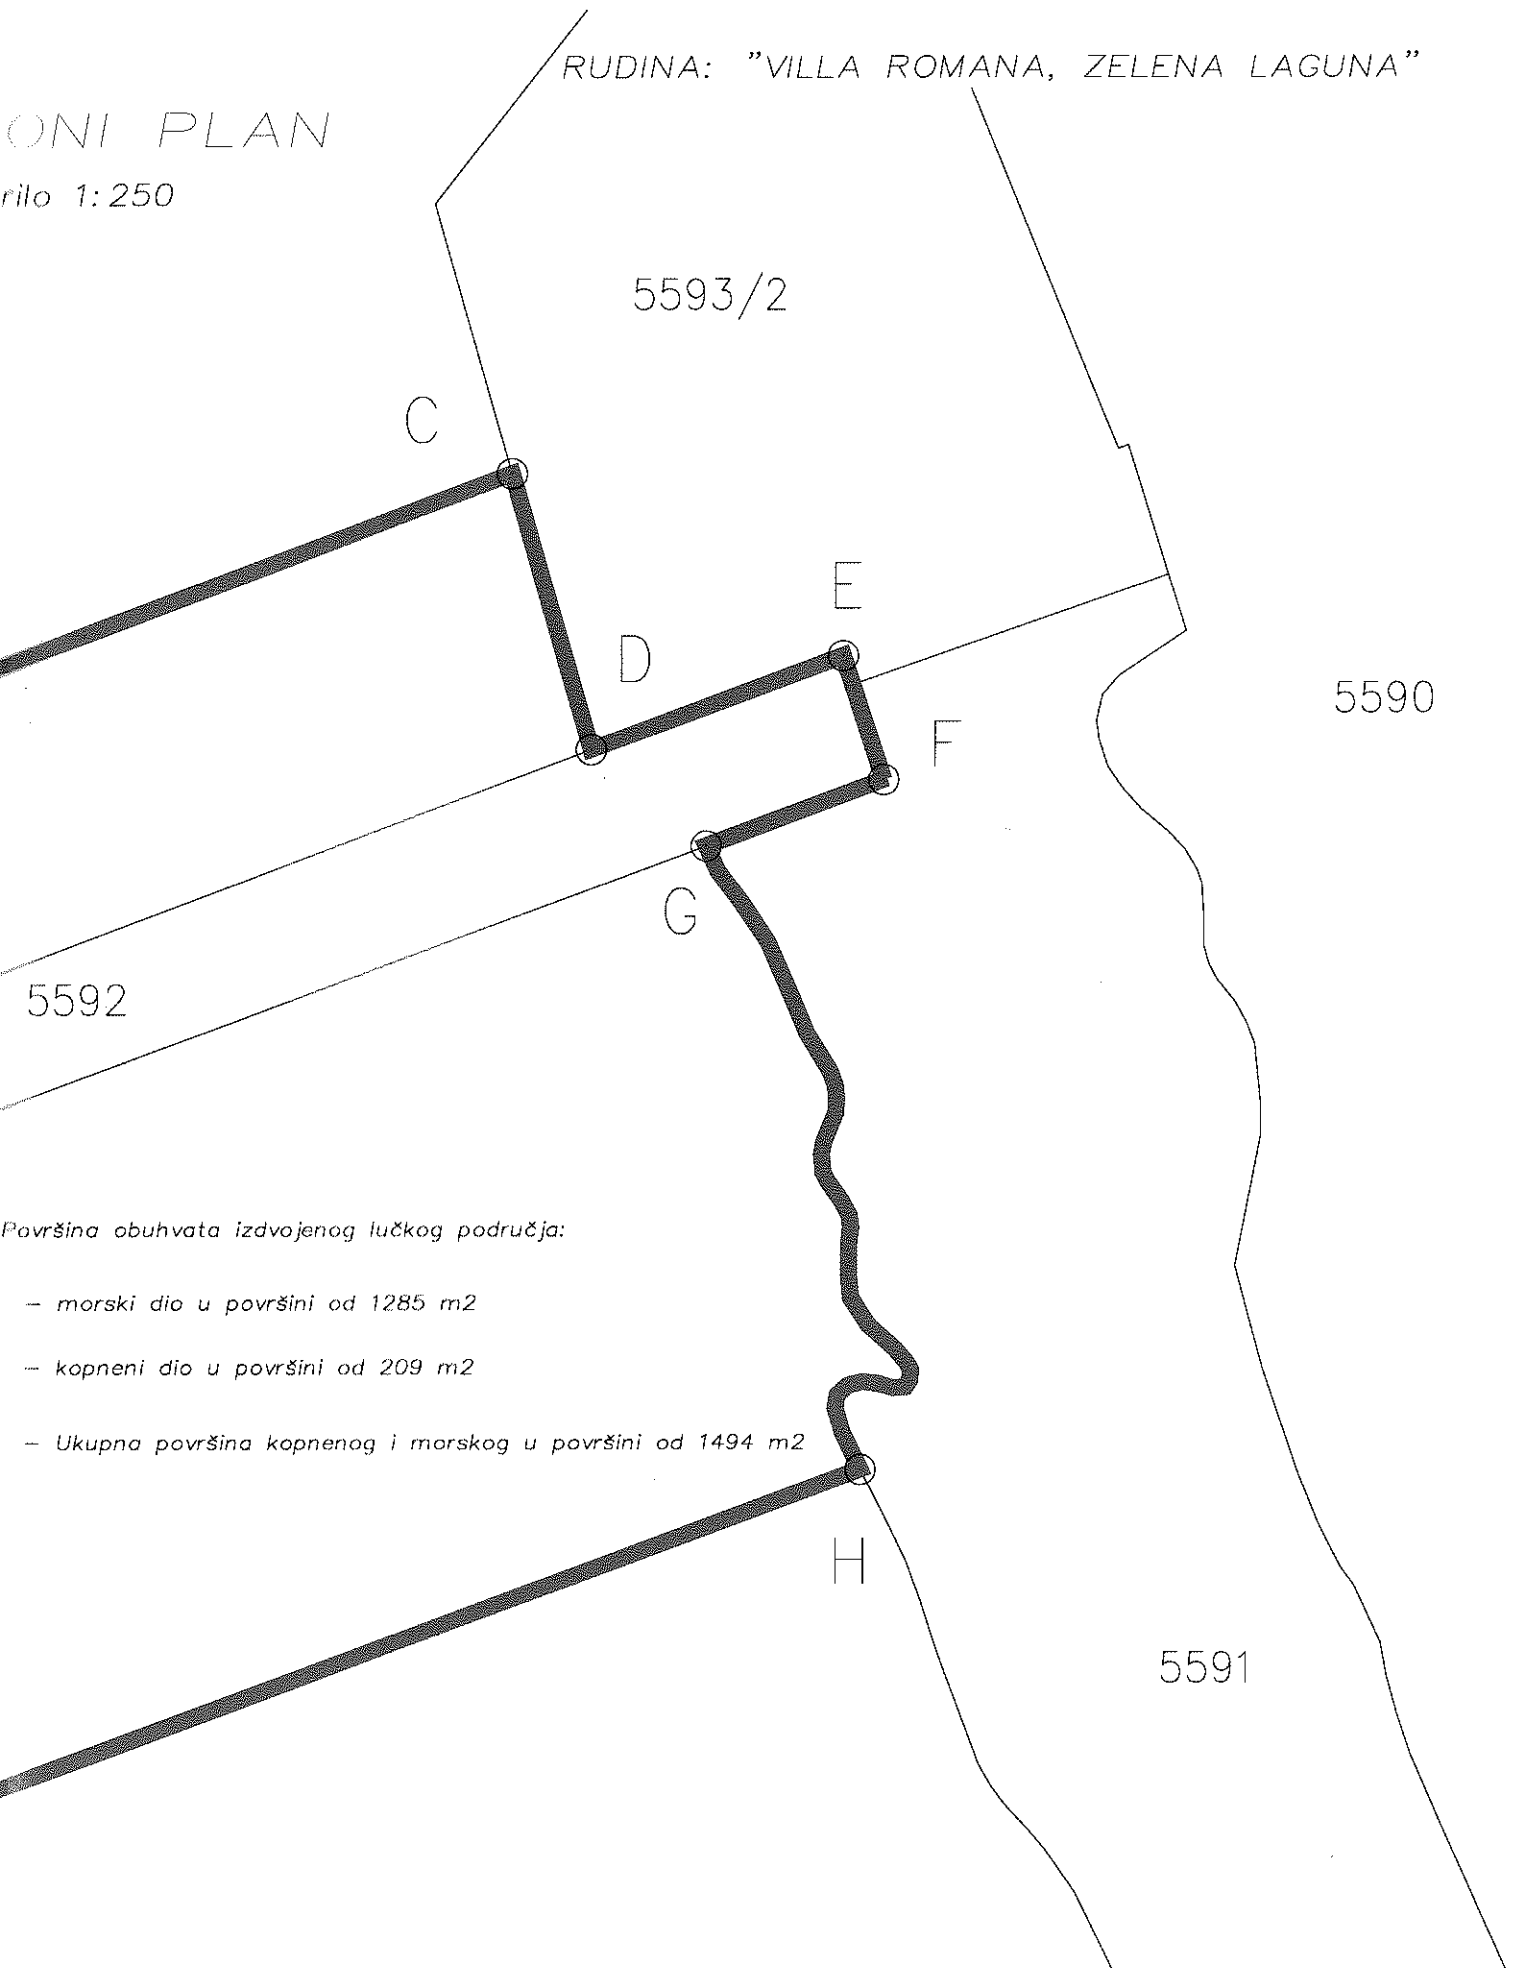 RUDINA: "VILLA ROMANA, ZELENA LAGUNA"
ONI PLAN
rilo 1:250
5593/2
C
E
D
5590
F
G
5592
Površina obuhvata izdvojenog lučkog područja:
– morski dio u površini od 1285 m2
– kopneni dio u površini od 209 m2
– Ukupna površina kopnenog i morskog u površini od 1494 m2
H
5591